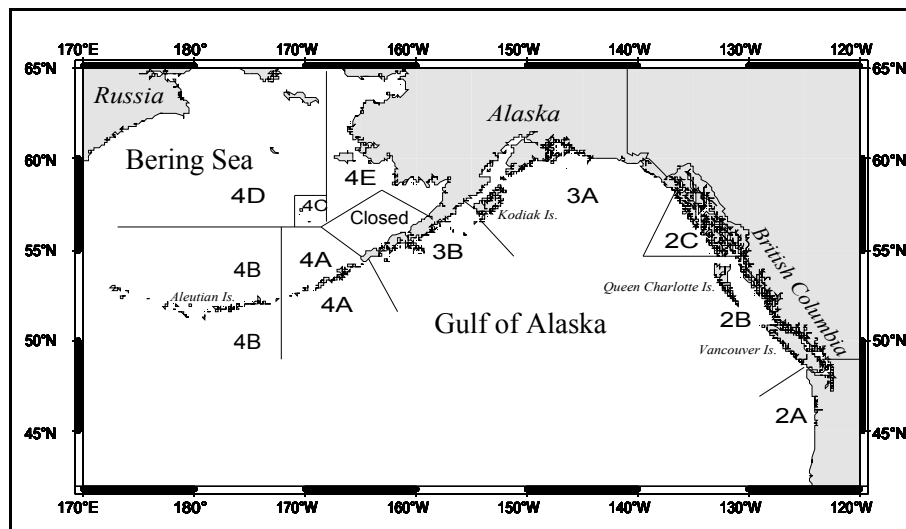 170°E 180° 170°W 160°W 150°W 140°W 130°W 120°W
65°N 65°N
Russia
Alaska
60°N 60°N
Bering Sea
4E
4D
4C
3A
Closed
Kodiak Is.
55°N 55°N
2C
3B
4A
British Columbia
4B
Queen Charlotte Is.
Aleutian Is.
4A
2B
Gulf of Alaska
50°N 50°N
4B
Vancouver Is.
2A
45°N 45°N
170°E 180° 170°W 160°W 150°W 140°W 130°W 120°W